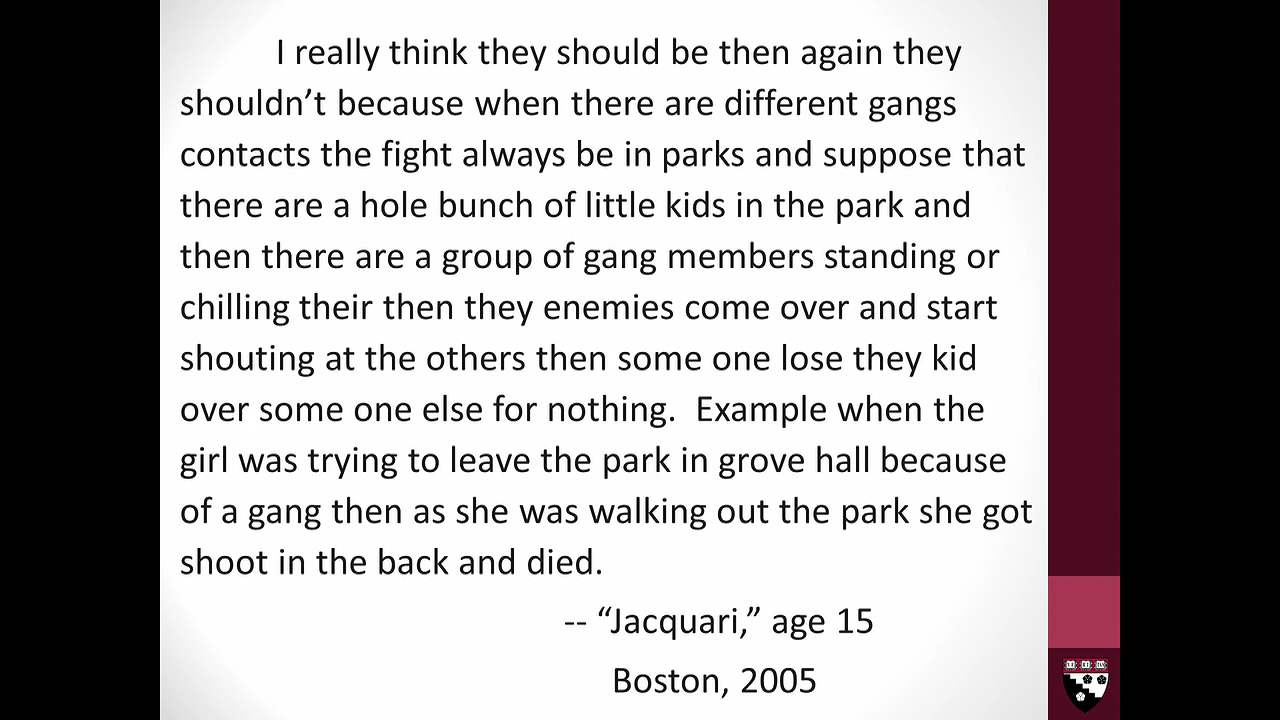 I really think they should be then again they
shouldn’t because when there are different gangs
contacts the fight always be in parks and suppose that
there are a hole bunch of little kids in the park and
then there are a group of gang members standing or
chilling their then they enemies come over and start
shouting at the others then some one lose they kid
over some one else for nothing.  Example when the
girl was trying to leave the park in grove hall because
of a gang then as she was walking out the park she got
shoot in the back and died.
-- “Jacquari,” age 15
Boston, 2005